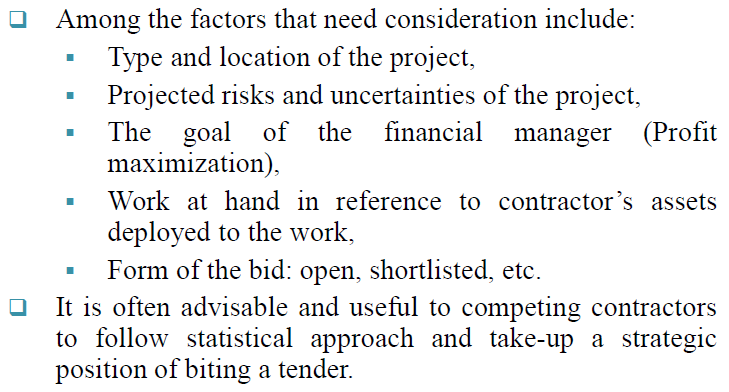 ❑ Among the factors that need consideration include:
▪ Type and location of the project,
▪ Projected risks and uncertainties of the project,
▪ The goal of the financial manager (Profit
maximization),
▪ Work at hand in reference to contractor’s assets
deployed to the work,
▪ Form of the bid: open, shortlisted, etc.
❑ It is often advisable and useful to competing contractors
to follow statistical approach and take-up a strategic
position of biting a tender.